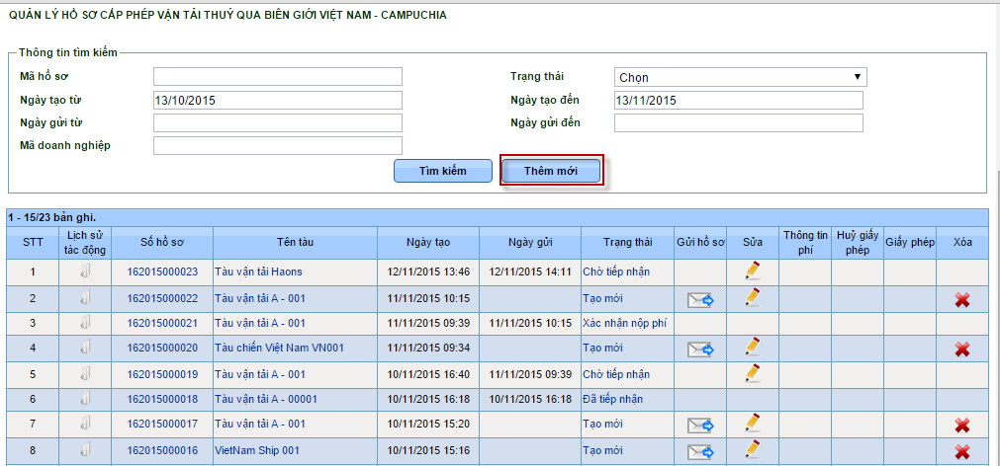 QUẢN LÝ HỒ SƠ CẤP PHÉP VẬN TẢI THUỶ QUA BIÊN GIỚI VIỆT NAM - CAMPUCHIA
Thông tin tìm kiếm
Mã hồ sơ Trạng thái Chọn
Ngày tạo từ 13/10/2015 Ngày tạo đến 13/11/2015
Ngày gửi từ Ngày gửi đến
Mã doanh nghiệp
Tìm kiếm Thêm mới
1 - 15/23 bản ghi.
STT Lịch sử tác động Số hồ sơ Tên tàu Ngày tạo Ngày gửi Trạng thái Gửi hồ sơ Sửa Thông tin phí Huỷ giấy phép Giấy phép Xóa
1 162015000023 Tàu vận tải Haons 12/11/2015 13:46 12/11/2015 14:11 Chờ tiếp nhận
2 162015000022 Tàu vận tải A - 001 11/11/2015 10:15 Tạo mới
3 162015000021 Tàu vận tải A - 001 11/11/2015 09:39 11/11/2015 10:15 Xác nhận nộp phí
4 162015000020 Tàu chiến Việt Nam VN001 11/11/2015 09:34 Tạo mới
5 162015000019 Tàu vận tải A - 001 10/11/2015 16:40 11/11/2015 09:39 Chờ tiếp nhận
6 162015000018 Tàu vận tải A - 00001 10/11/2015 16:18 10/11/2015 16:18 Đã tiếp nhận
7 162015000017 Tàu vận tải A - 001 10/11/2015 15:20 Tạo mới
8 162015000016 VietNam Ship 001 10/11/2015 15:16 Tạo mới